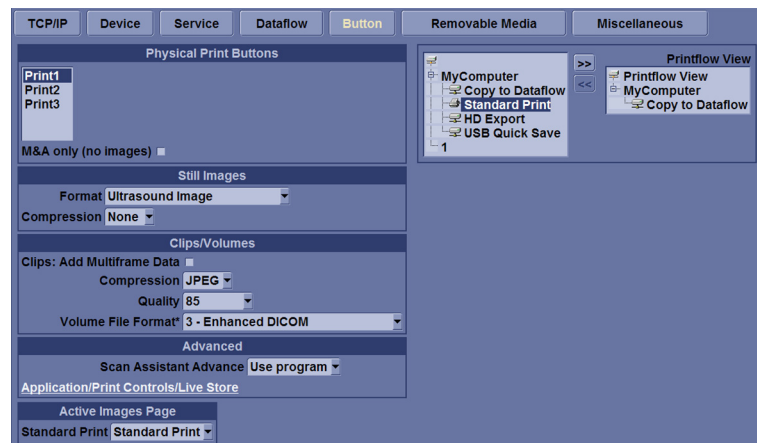 TCP/IP Device Service Dataflow Button Removable Media Miscellaneous
Physical Print Buttons
Print1
Print2
Print3
M&A only (no images)
Still Images
Format Ultrasound Image
Compression None
Clips/Volumes
Clips: Add Multiframe Data
Compression JPEG
Quality 85
Volume File Format* 3 - Enhanced DICOM
Advanced
Scan Assistant Advance Use program
Application/Print Controls/Live Store
Active Images Page
Standard Print Standard Print
MyComputer
Copy to Dataflow
Standard Print
HD Export
USB Quick Save
1
>>
<<
Printflow View
Printflow View
MyComputer
Copy to Dataflow